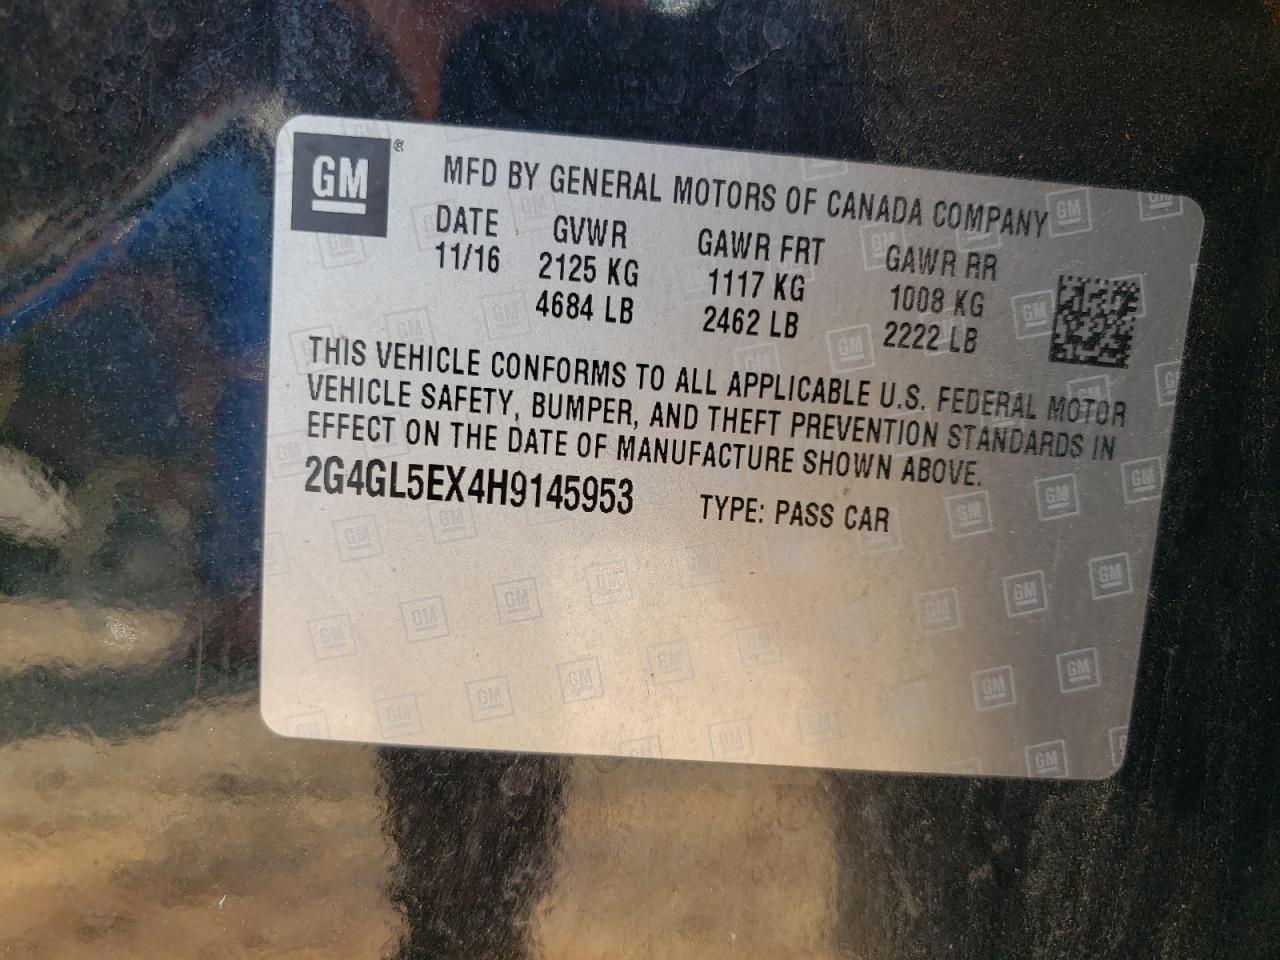 GM ®
MFD BY GENERAL MOTORS OF CANADA COMPANY
DATE GVWR GAWR FRT GAWR RR
11/16 2125 KG 1117 KG 1008 KG
4684 LB 2462 LB 2222 LB
THIS VEHICLE CONFORMS TO ALL APPLICABLE U.S. FEDERAL MOTOR
VEHICLE SAFETY, BUMPER, AND THEFT PREVENTION STANDARDS IN
EFFECT ON THE DATE OF MANUFACTURE SHOWN ABOVE.
2G4GL5EX4H9145953 TYPE: PASS CAR